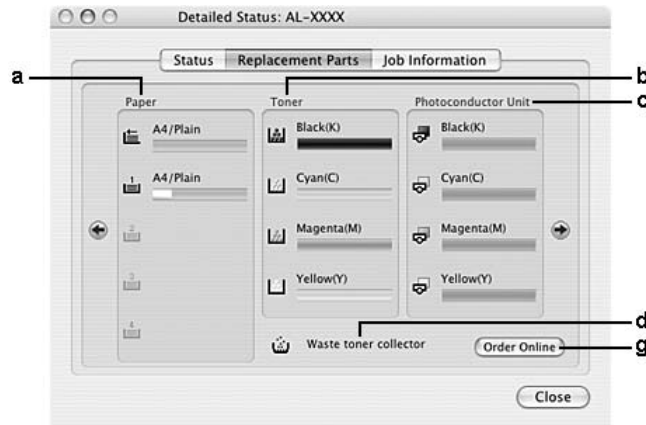 Detailed Status: AL-XXXX
Status Replacement Parts Job Information
a b c
Paper Toner Photoconductor Unit
A4/Plain Black(K) Black(K)
1 A4/Plain Cyan(C) Cyan(C)
2 Magenta(M) Magenta(M)
3 Yellow(Y) Yellow(Y)
4
d
Waste toner collector
Order Online g
Close